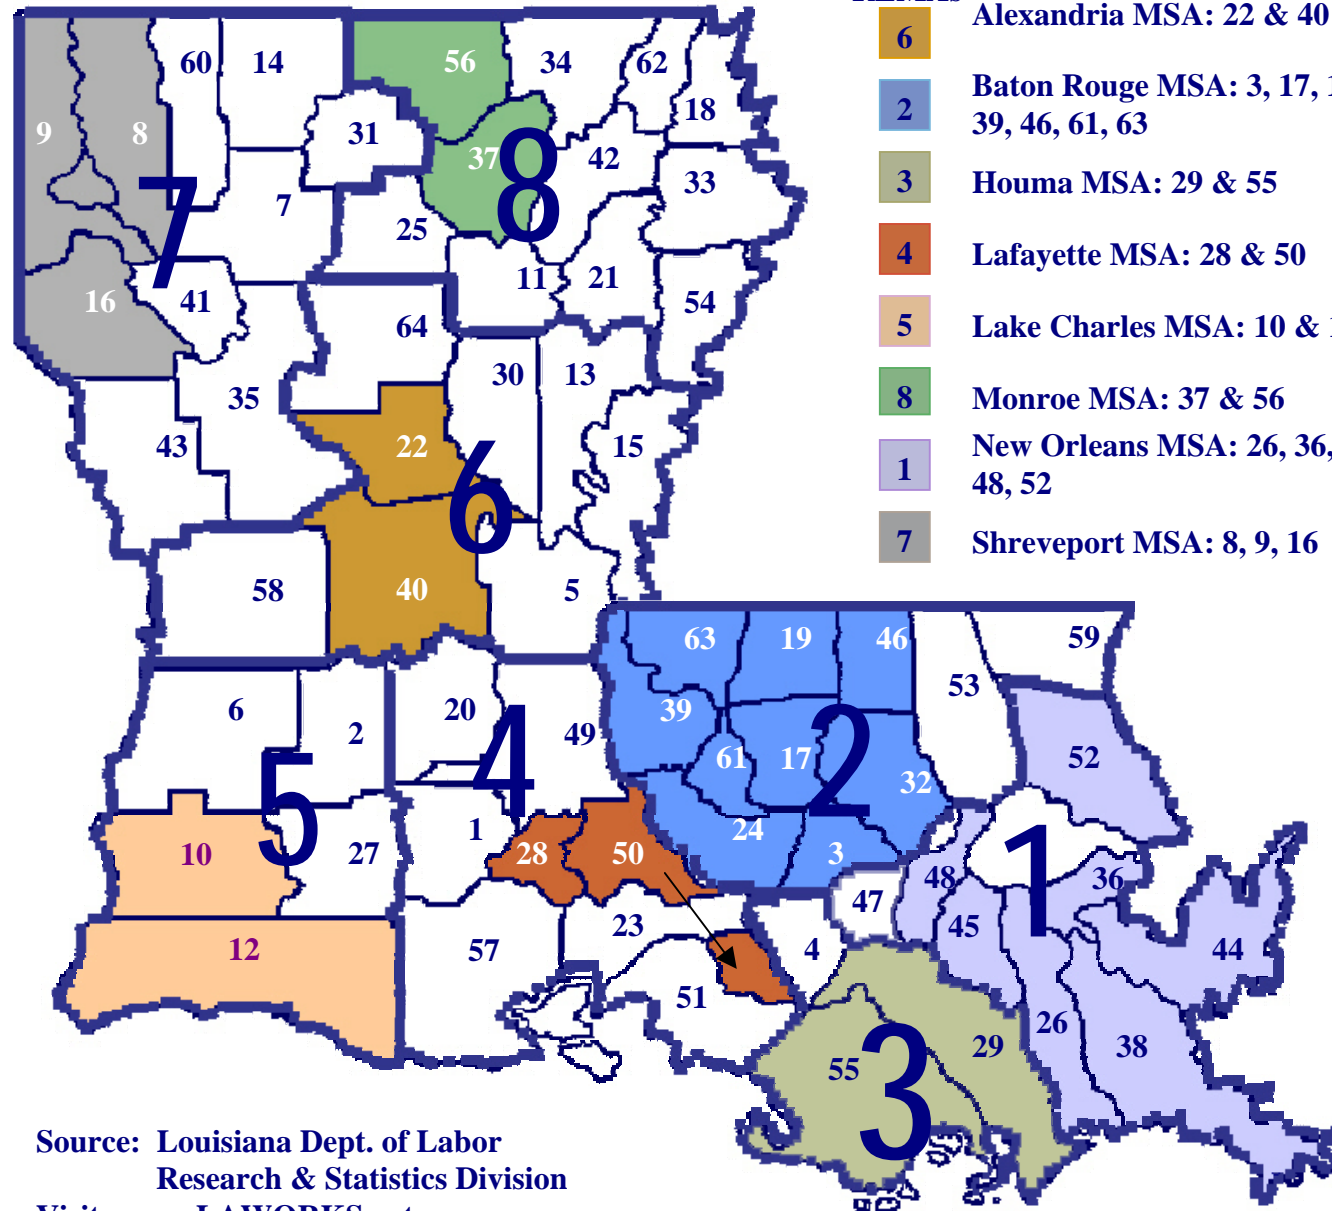 6 Alexandria MSA: 22 & 40
2 Baton Rouge MSA: 3, 17,
39, 46, 61, 63
3 Houma MSA: 29 & 55
4 Lafayette MSA: 28 & 50
5 Lake Charles MSA: 10 &
8 Monroe MSA: 37 & 56
1 New Orleans MSA: 26, 36,
48, 52
7 Shreveport MSA: 8, 9, 16
60 14 56 34 62
9 8 31 37 42 18
7 8 33
7 25 11 21
16 41 64 54
30 13
35
43 22 15
6
58 40 5
63 19 46 59
53
6 20 39
2 49 61 17 2 52
5 4 32
1 24
10 27 28 50 3 1 36
48
47 45
12 57 23 4 44
51 26 38
55 29
3
Source: Louisiana Dept. of Labor
Research & Statistics Division